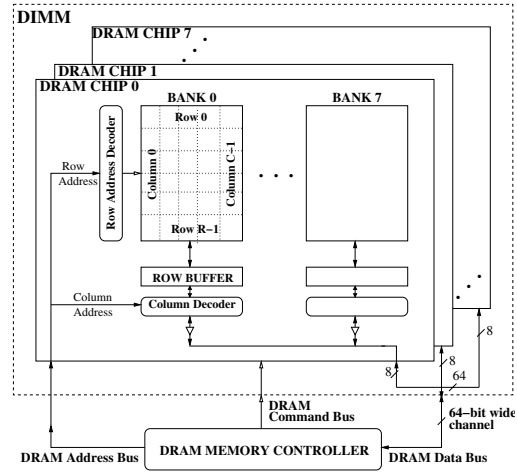 DIMM
DRAM CHIP 7
DRAM CHIP 1
DRAM CHIP 0
BANK 0
BANK 7
Row Address Decoder
Row 0
Column 0
Column C−1
Row R−1
Row
Address
ROW BUFFER
Column
Address
Column Decoder
8
8
8
64
DRAM
Command Bus
64−bit wide
channel
DRAM Address Bus
DRAM MEMORY CONTROLLER
DRAM Data Bus